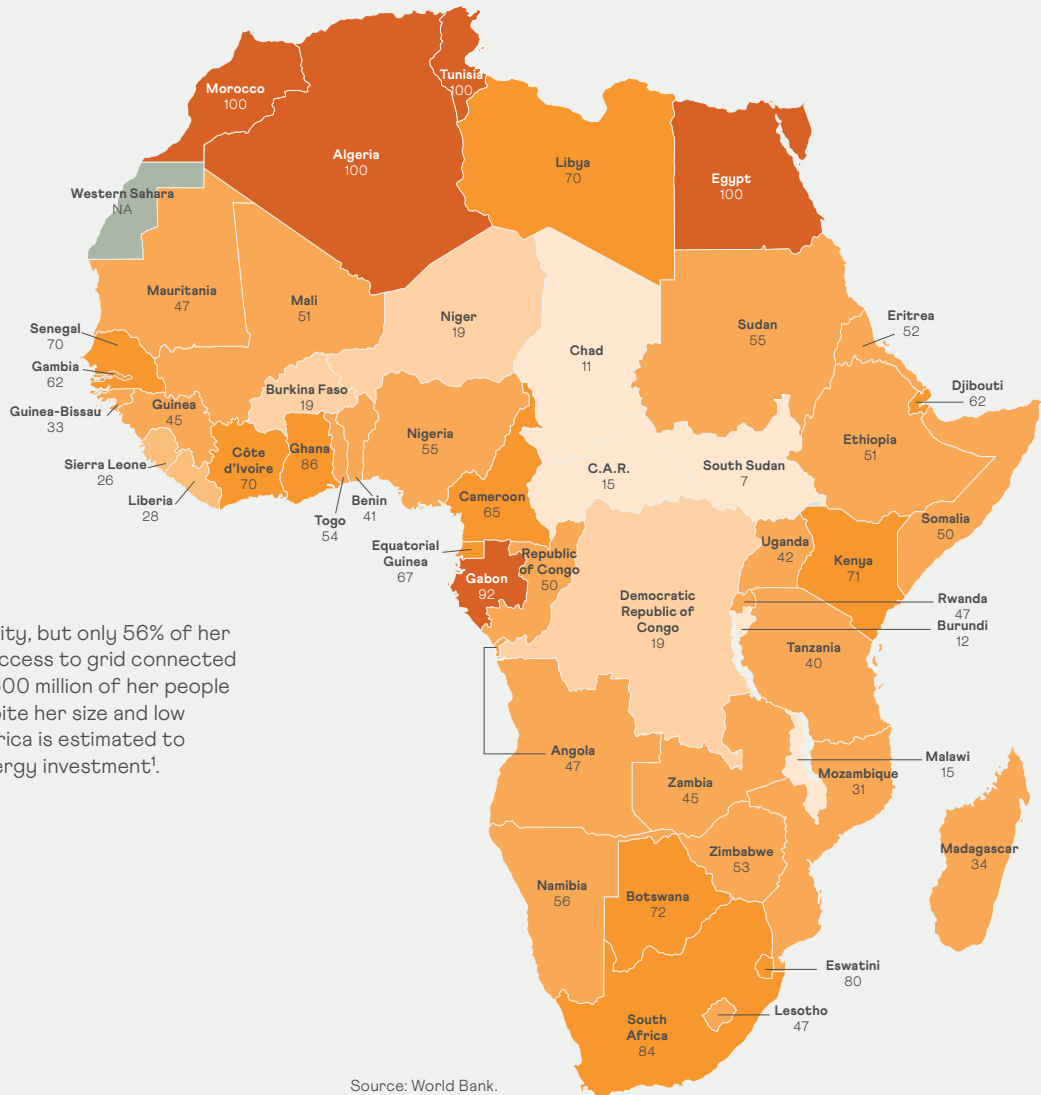 Morocco
100
Tunisia
100
Algeria
100
Libya
70
Egypt
100
Western Sahara
NA
Mauritania
47
Mali
51
Niger
19
Chad
11
Sudan
55
Eritrea
52
Senegal
70
Gambia
62
Guinea-Bissau
33
Guinea
45
Sierra Leone
26
Liberia
28
Burkina Faso
19
Côte
d’Ivoire
70
Ghana
86
Togo
54
Benin
41
Nigeria
55
Cameroon
65
Equatorial
Guinea
67
Gabon
92
Republic
of Congo
50
C.A.R.
15
South Sudan
7
Djibouti
62
Ethiopia
51
Somalia
50
Uganda
42
Kenya
71
Rwanda
47
Burundi
12
Democratic
Republic of
Congo
19
Tanzania
40
ity, but only 56% of her
ccess to grid connected
600 million of her people
pite her size and low
rica is estimated to
ergy investment¹.
Angola
47
Zambia
45
Malawi
15
Mozambique
31
Madagascar
34
Zimbabwe
53
Namibia
56
Botswana
72
Eswatini
80
Lesotho
47
South
Africa
84
Source: World Bank.